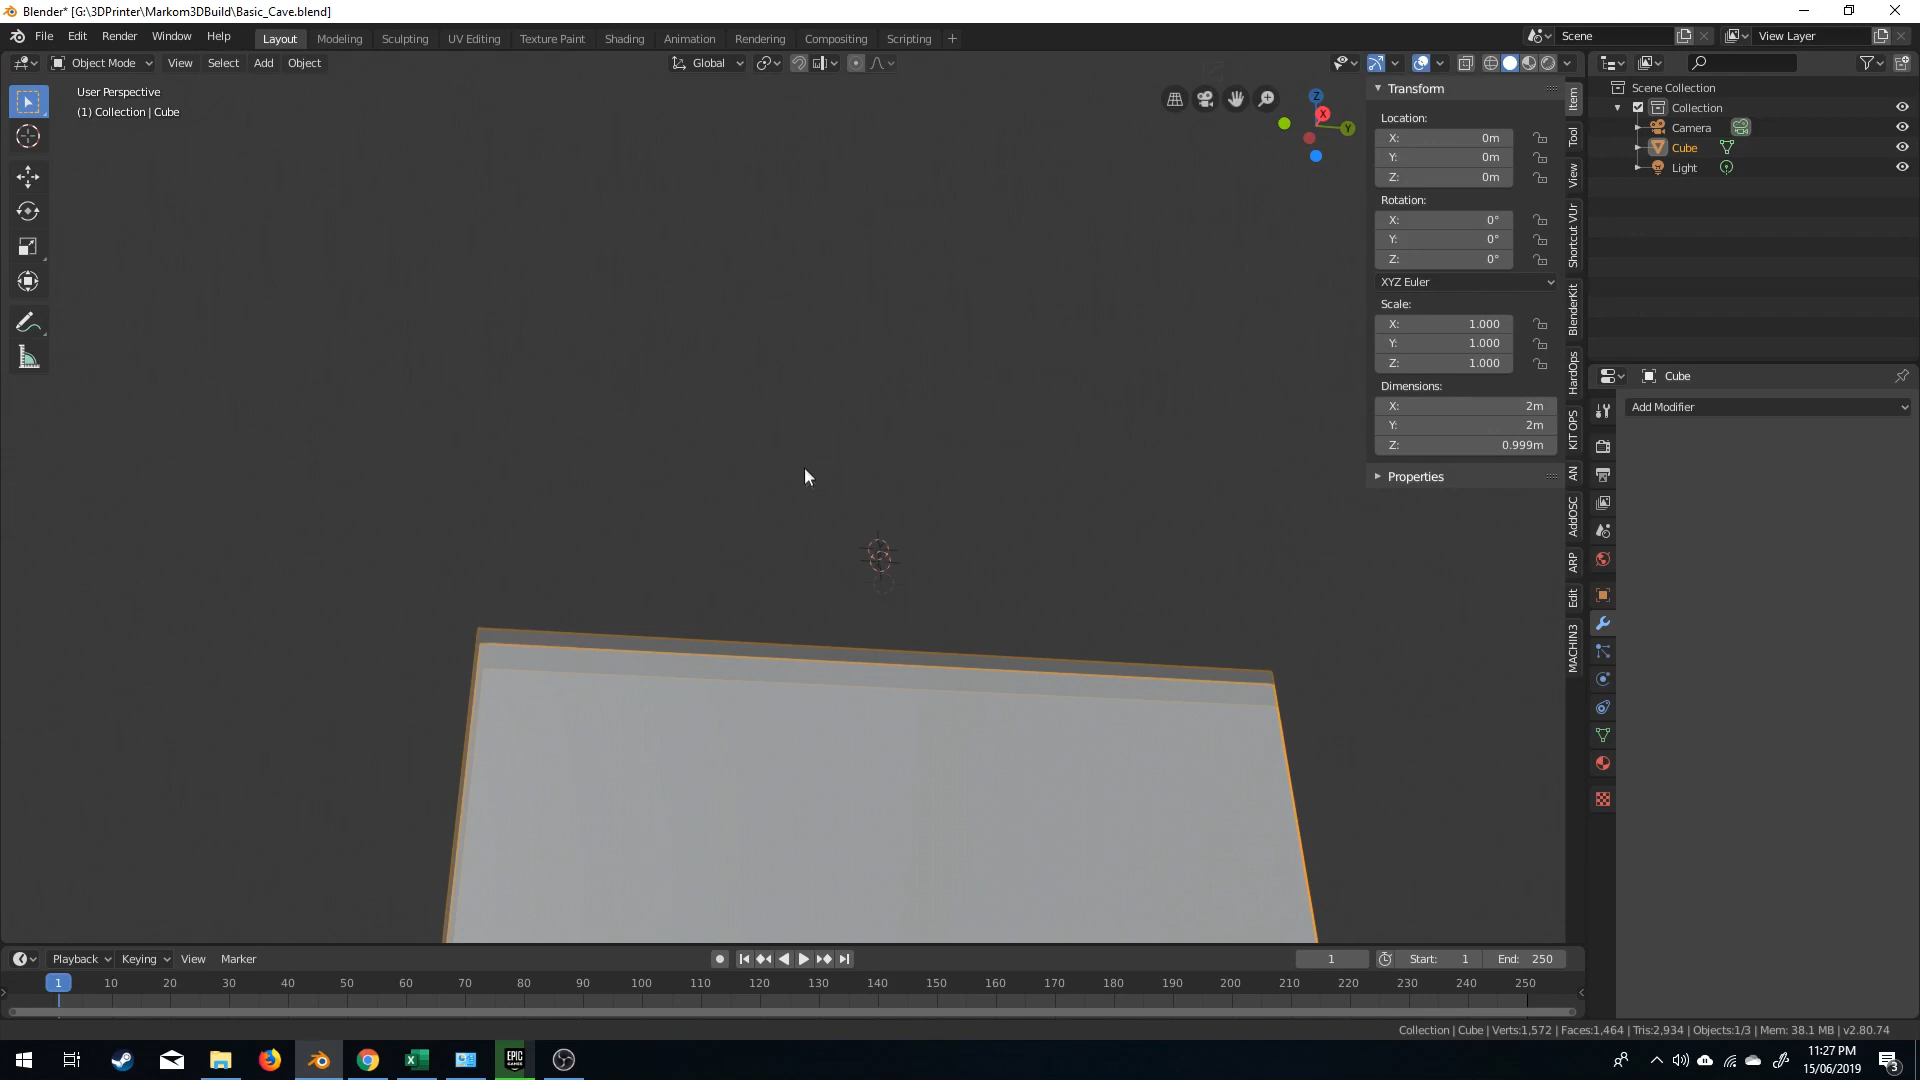 Blender* [G:\3DPrinter\Markom3DBuild\Basic_Cave.blend]
File Edit Render Window Help
Layout Modeling Sculpting UV Editing Texture Paint Shading Animation Rendering Compositing Scripting +
Scene
View Layer
Object Mode View Select Add Object
Global
User Perspective
(1) Collection | Cube
Z
X
Y
Transform
Location:
X: 0m
Y: 0m
Z: 0m
Rotation:
X: 0°
Y: 0°
Z: 0°
XYZ Euler
Scale:
X: 1.000
Y: 1.000
Z: 1.000
Dimensions:
X: 2m
Y: 2m
Z: 0.999m
Properties
Item
Tool
View
Shortcut VUr
BlenderKit
HardOps
KIT OPS
AN
AddOSC
ARP
Edit
MACHIN3
Scene Collection
Collection
Camera
Cube
Light
Cube
Add Modifier
Playback Keying View Marker
1
Start: 1
End: 250
1 10 20 30 40 50 60 70 80 90 100 110 120 130 140 150 160 170 180 190 200 210 220 230 240 250
Collection | Cube | Verts:1,572 | Faces:1,464 | Tris:2,934 | Objects:1/3 | Mem: 38.1 MB | v2.80.74
EPIC
GAMES
11:27 PM
15/06/2019
3